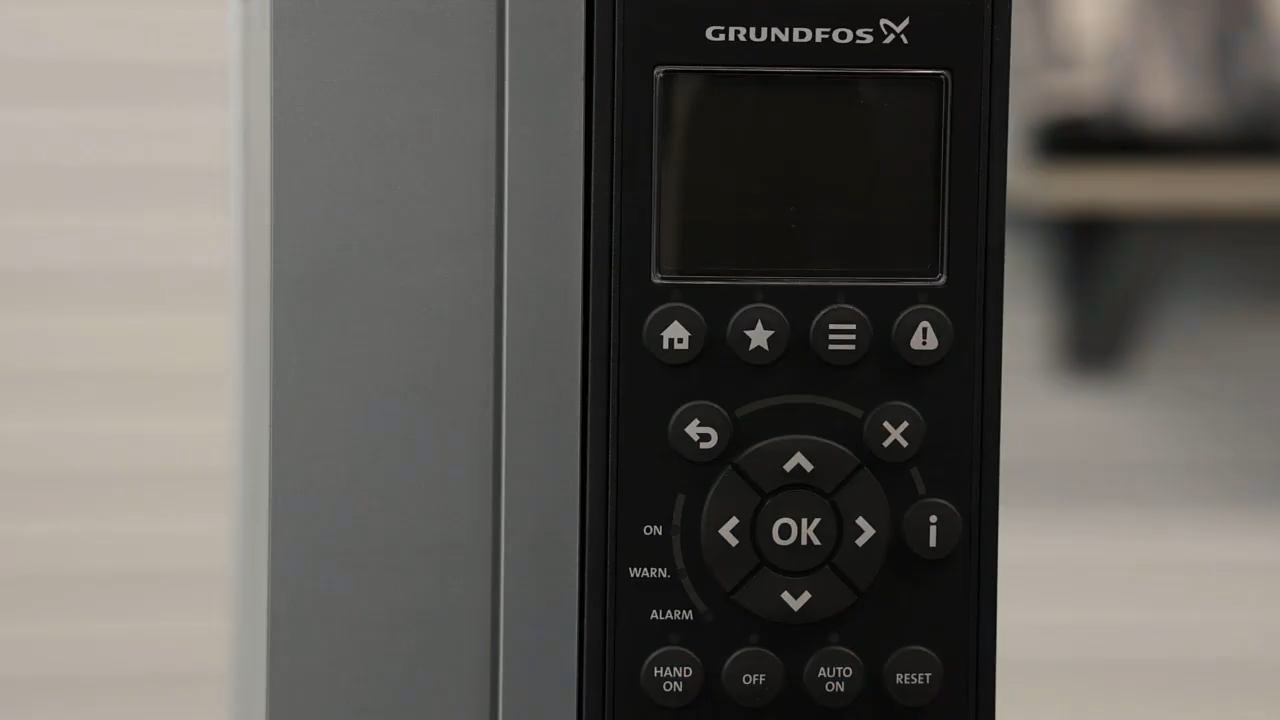 GRUNDFOS
OK
i
ON
WARN.
ALARM
HAND
ON
OFF
AUTO
ON
RESET